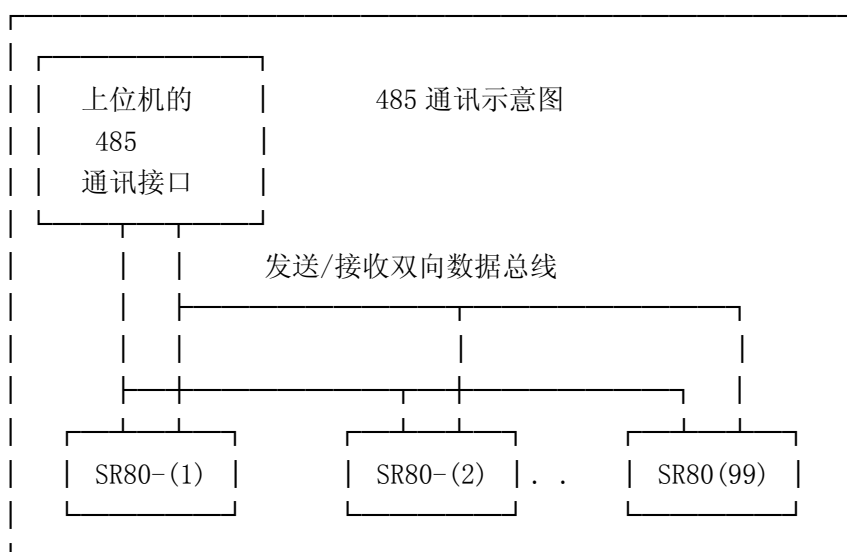 上位机的 485 通讯示意图
485
通讯接口
发送/接收双向数据总线
SR80-(1) SR80-(2) . . SR80(99)